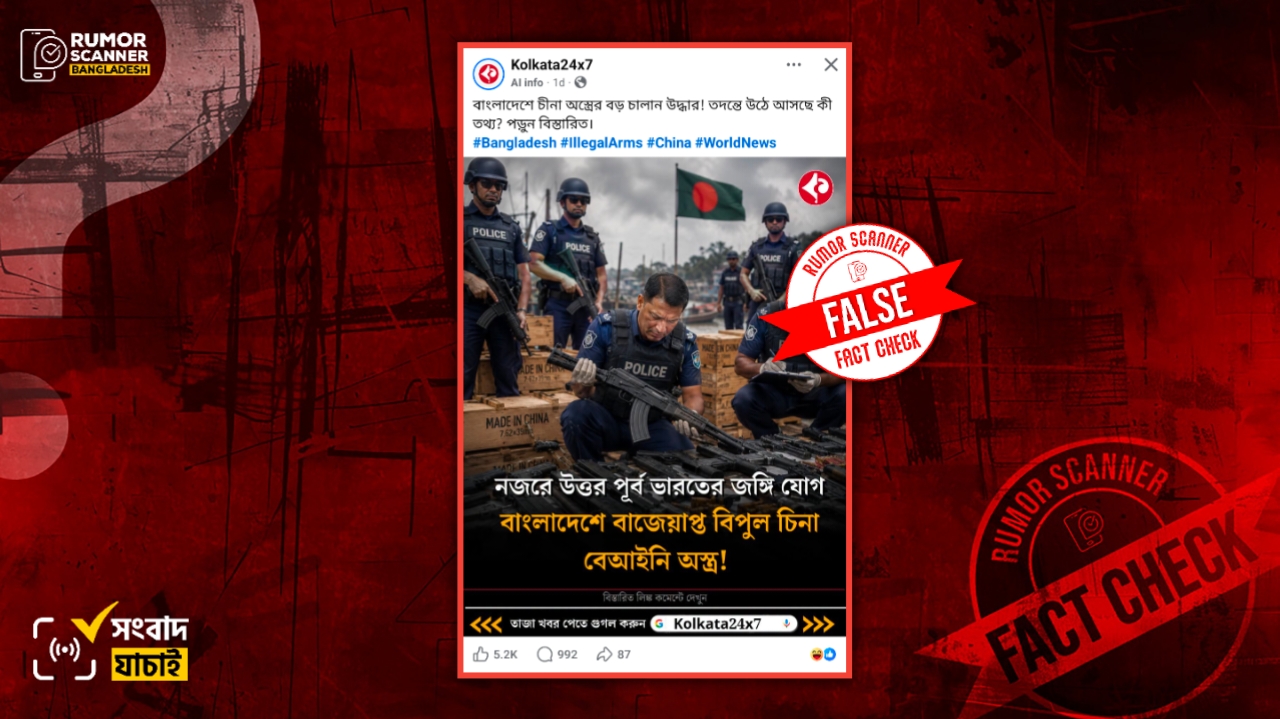 RUMOR
SCANNER
BANGLADESH
Kolkata24x7
AI info · 1d ·
বাংলাদেশে চীনা অস্ত্রের বড় চালান উদ্ধার! তদন্তে উঠে আসছে কী
তথ্য? পড়ুন বিস্তারিত।
#Bangladesh #IllegalArms #China #WorldNews
POLICE
POLICE
POLICE
POLICE
MADE IN CHINA
নজরে উত্তর পূর্ব ভারতের জঙ্গি যোগ
বাংলাদেশে বাজেয়াপ্ত বিপুল চিনা
বেআইনি অস্ত্র!
বিস্তারিত লিঙ্ক কমেন্টে দেখুন
তাজা খবর পেতে গুগল করুন Kolkata24x7
5.2K 992 87
RUMOR SCANNER
FALSE
FACT CHECK
RUMOR SCANNER
FACT CHECK
সংবাদ
যাচাই